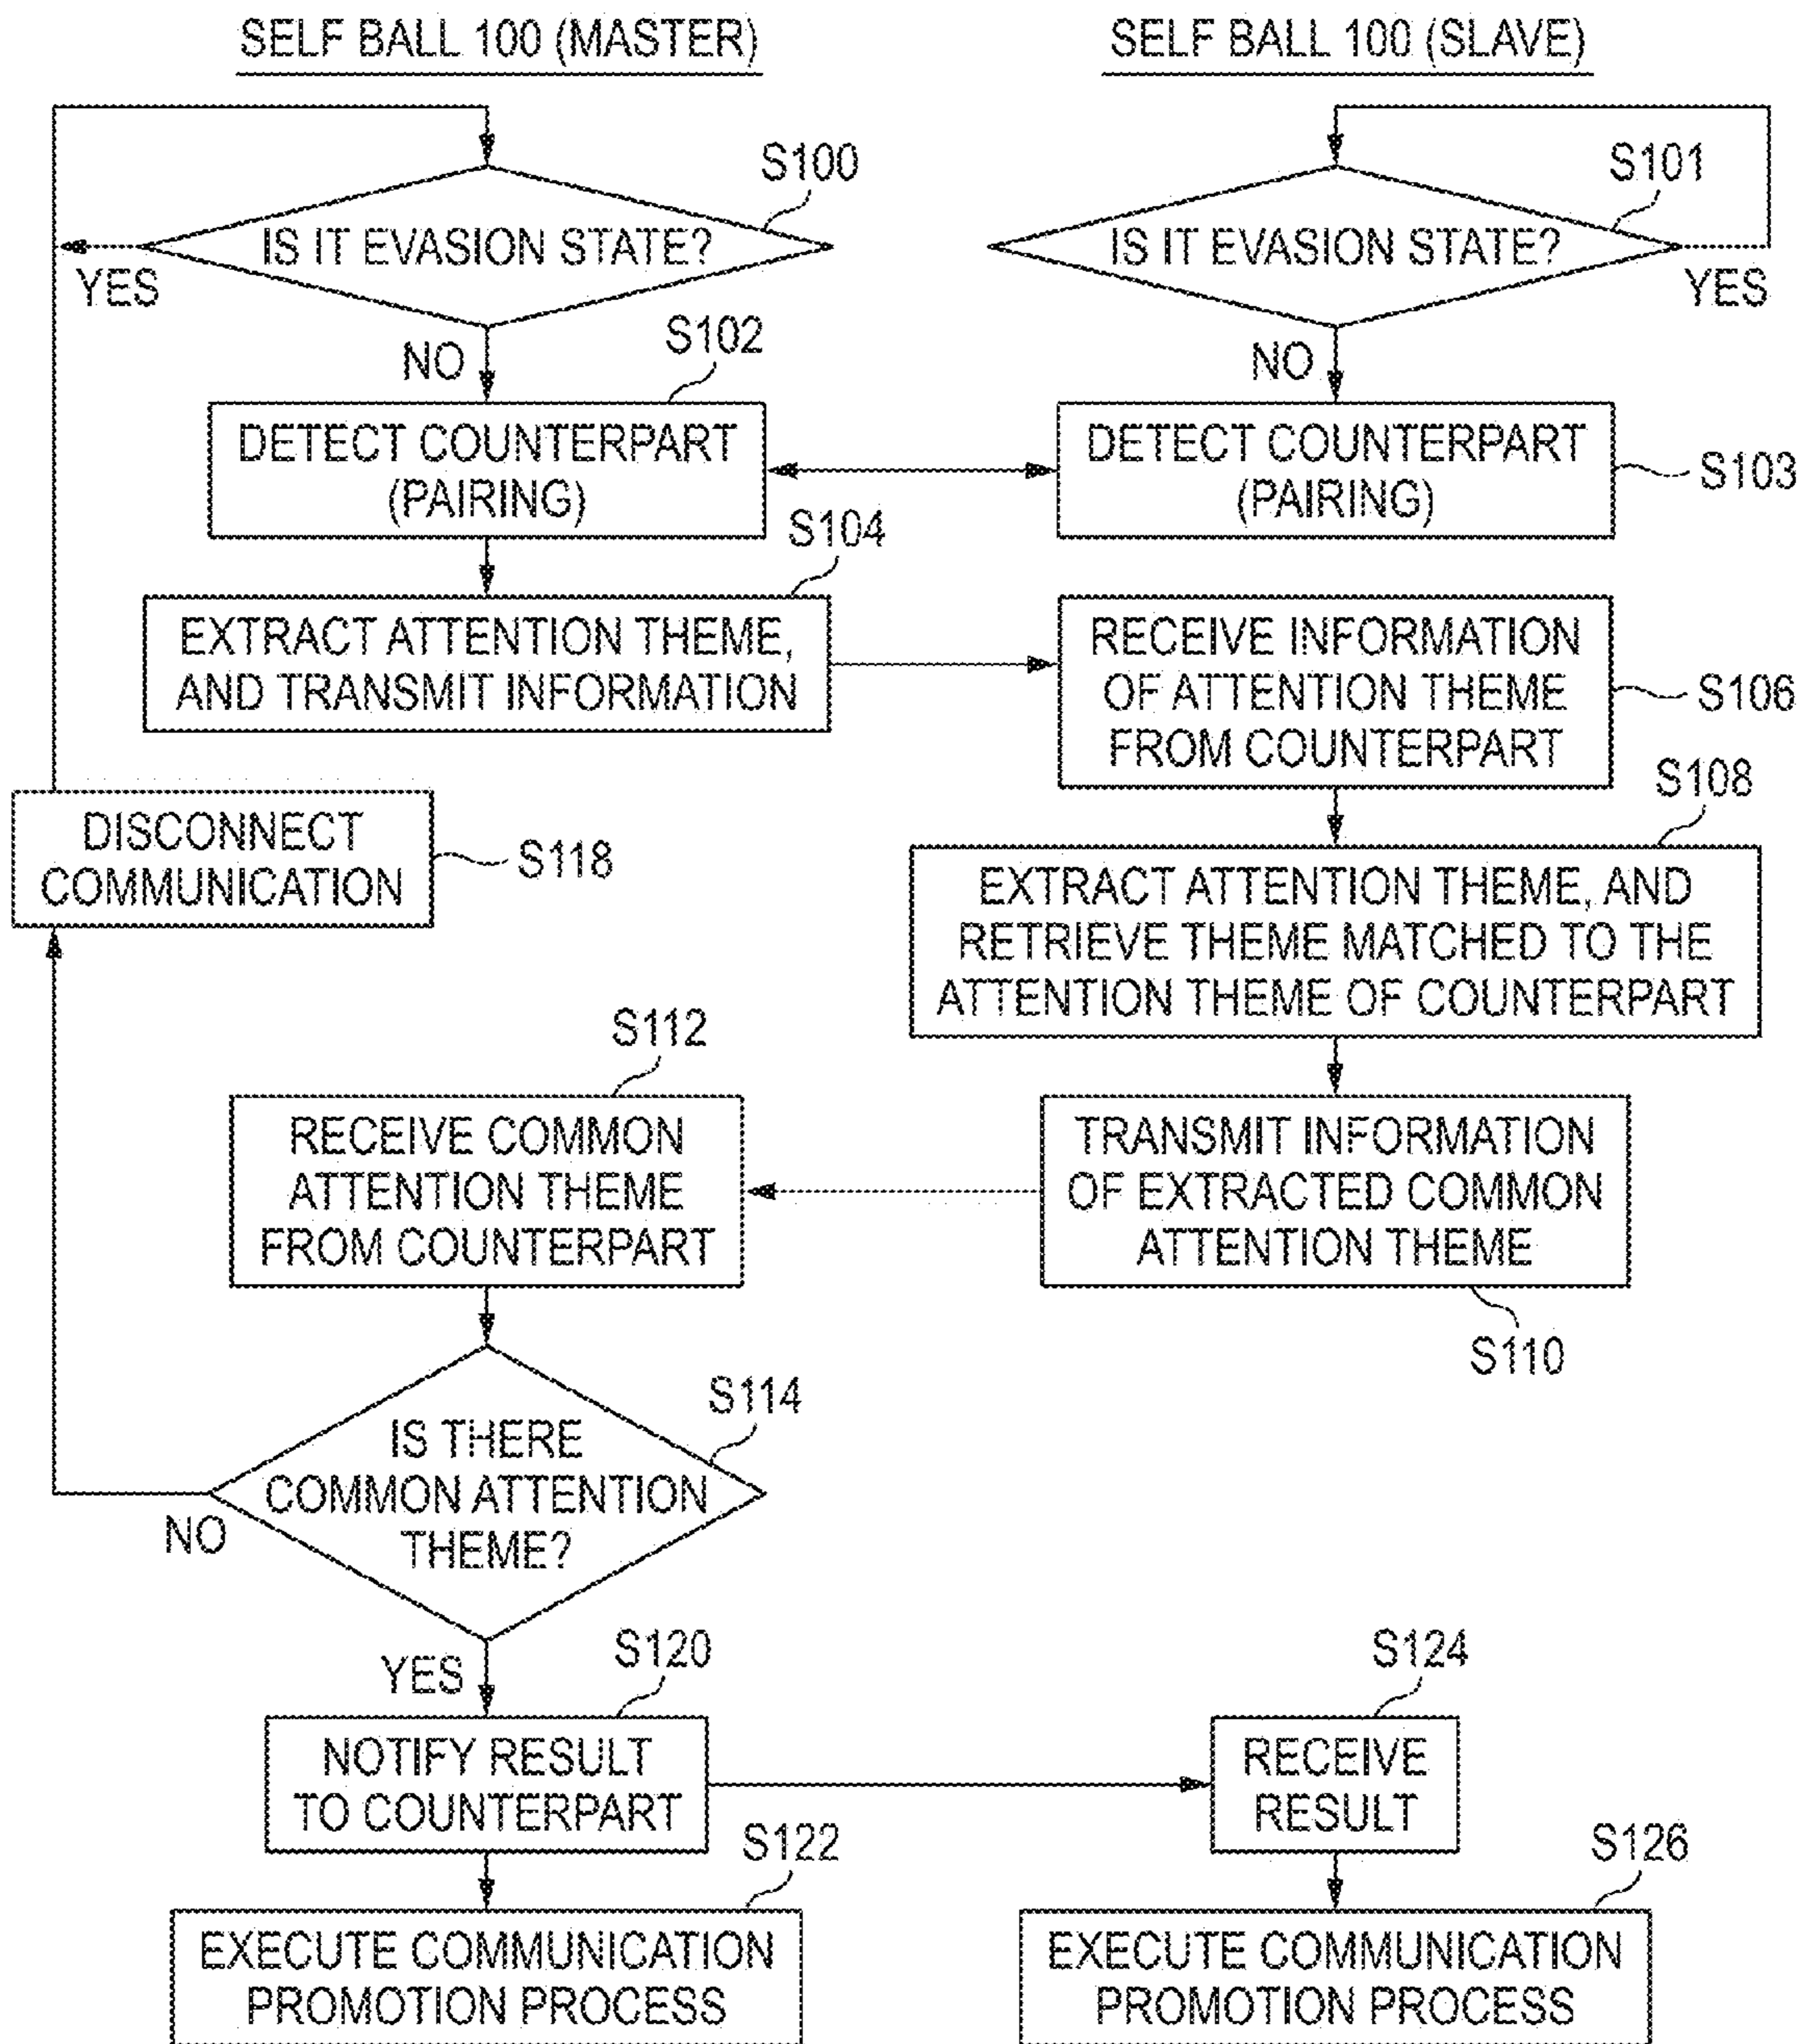 SELF BALL 100 (MASTER)
SELF BALL 100 (SLAVE)
S100
S101
IS IT EVASION STATE?
IS IT EVASION STATE?
YES
YES
S102
NO
NO
DETECT COUNTERPART
(PAIRING)
DETECT COUNTERPART
(PAIRING)
S103
S104
EXTRACT ATTENTION THEME,
AND TRANSMIT INFORMATION
RECEIVE INFORMATION
OF ATTENTION THEME
FROM COUNTERPART
S106
S108
DISCONNECT
COMMUNICATION
S118
EXTRACT ATTENTION THEME, AND
RETRIEVE THEME MATCHED TO THE
ATTENTION THEME OF COUNTERPART
S112
RECEIVE COMMON
ATTENTION THEME
FROM COUNTERPART
TRANSMIT INFORMATION
OF EXTRACTED COMMON
ATTENTION THEME
S110
S114
IS THERE
COMMON ATTENTION
THEME?
NO
YES
S120
S124
NOTIFY RESULT
TO COUNTERPART
RECEIVE
RESULT
S122
S126
EXECUTE COMMUNICATION
PROMOTION PROCESS
EXECUTE COMMUNICATION
PROMOTION PROCESS